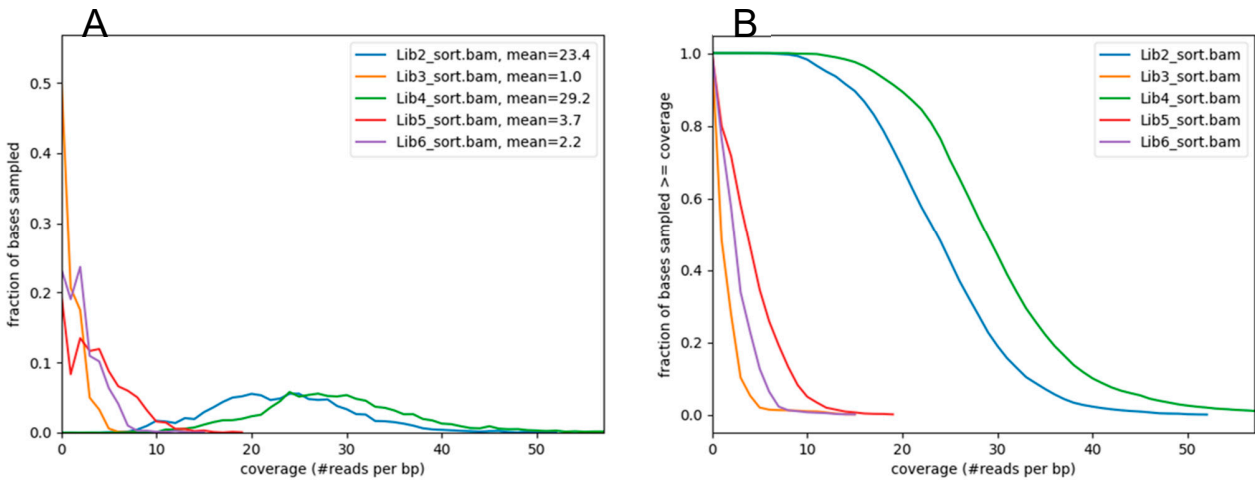 A
B
fraction of bases sampled
0.5
0.4
0.3
0.2
0.1
0.0
Lib2_sort.bam, mean=23.4
Lib3_sort.bam, mean=1.0
Lib4_sort.bam, mean=29.2
Lib5_sort.bam, mean=3.7
Lib6_sort.bam, mean=2.2
0 10 20 30 40 50
coverage (#reads per bp)
fraction of bases sampled >= coverage
1.0
0.8
0.6
0.4
0.2
0.0
Lib2_sort.bam
Lib3_sort.bam
Lib4_sort.bam
Lib5_sort.bam
Lib6_sort.bam
0 10 20 30 40 50
coverage (#reads per bp)